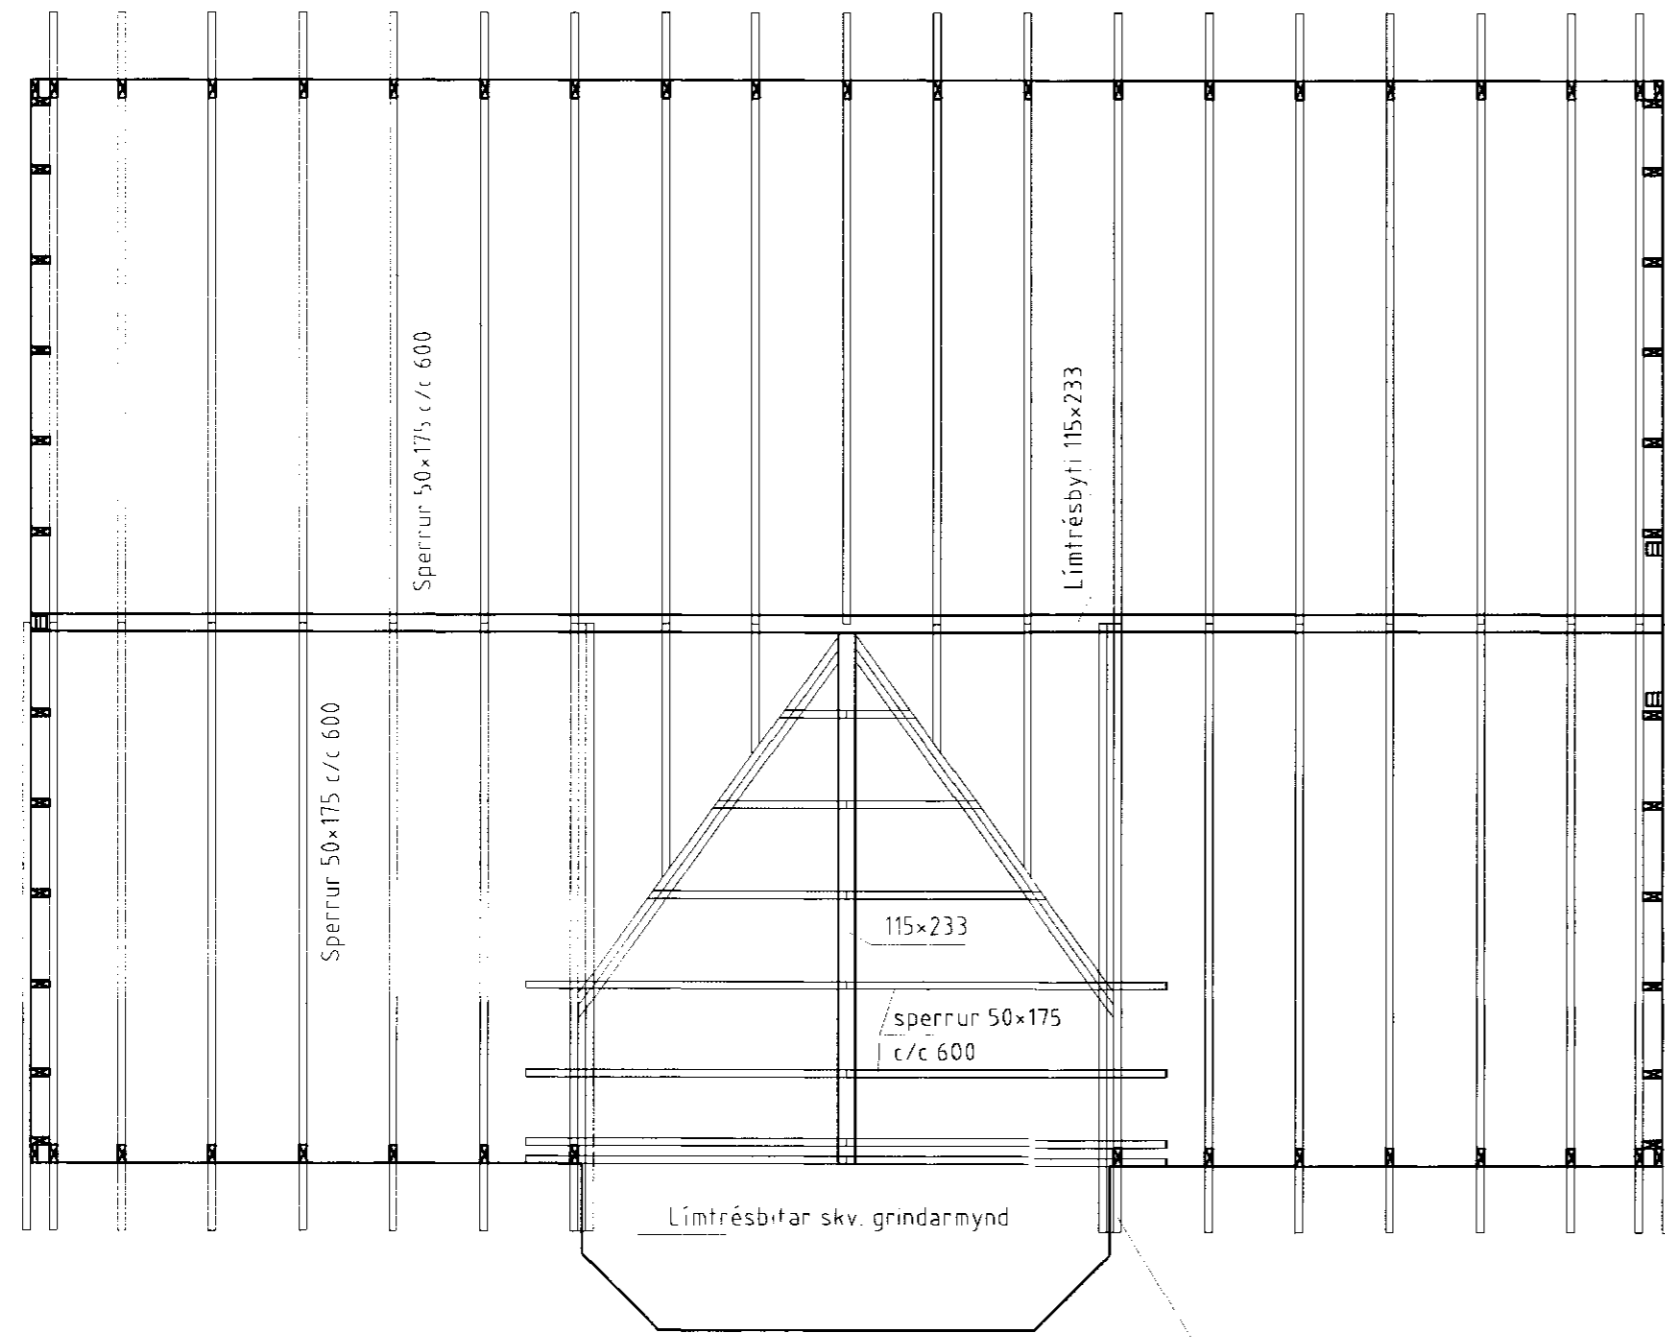 Sperrur 50×175 c/c 600
Límtrésbyti 115×233
Sperrur 50×175 c/c 600
115×233
sperrur 50×175
c/c 600
Límtrésbitar skv. grindarmynd